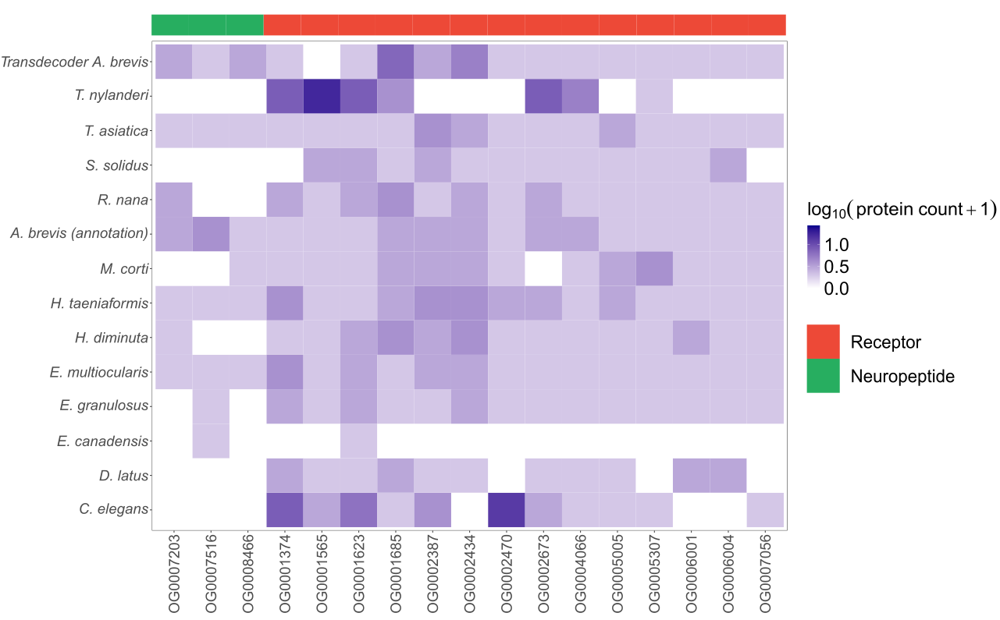 Transdecoder A. brevis
T. nylanderi
T. asiatica
S. solidus
R. nana
A. brevis (annotation)
M. corti
H. taeniaformis
H. diminuta
E. multiocularis
E. granulosus
E. canadensis
D. latus
C. elegans
OG0007203
OG0007516
OG0008466
OG0001374
OG0001565
OG0001623
OG0001685
OG0002387
OG0002434
OG0002470
OG0002673
OG0004066
OG0005005
OG0005307
OG0006001
OG0006004
OG0007056
log₁₀(protein count + 1)
1.0
0.5
0.0
Receptor
Neuropeptide